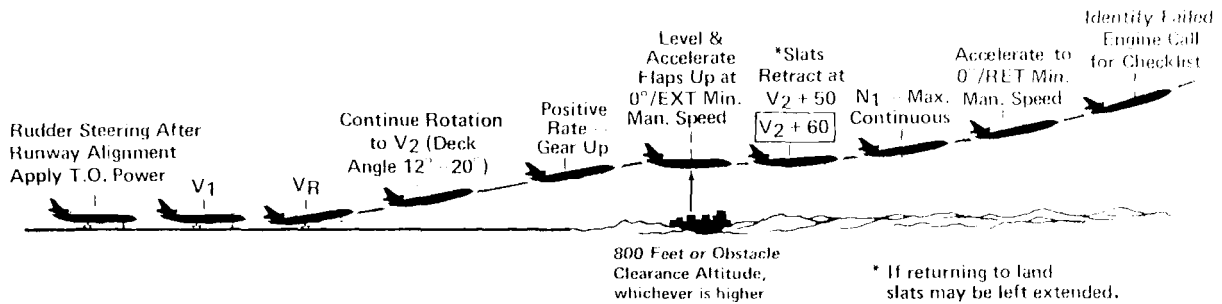 Rudder Steering After
Runway Alignment
Apply T.O. Power
V1
VR
Continue Rotation
to V2 (Deck
Angle 12° - 20°)
Positive
Rate -
Gear Up
Level &
Accelerate
Flaps Up at
0°/EXT Min.
Man. Speed
*Slats
Retract at
V2 + 50
V2 + 60
N1 - Max.
Continuous
Accelerate to
0°/RET Min.
Man. Speed
Identify Failed
Engine Call
for Checklist
800 Feet or Obstacle
Clearance Altitude,
whichever is higher
* If returning to land
slats may be left extended.